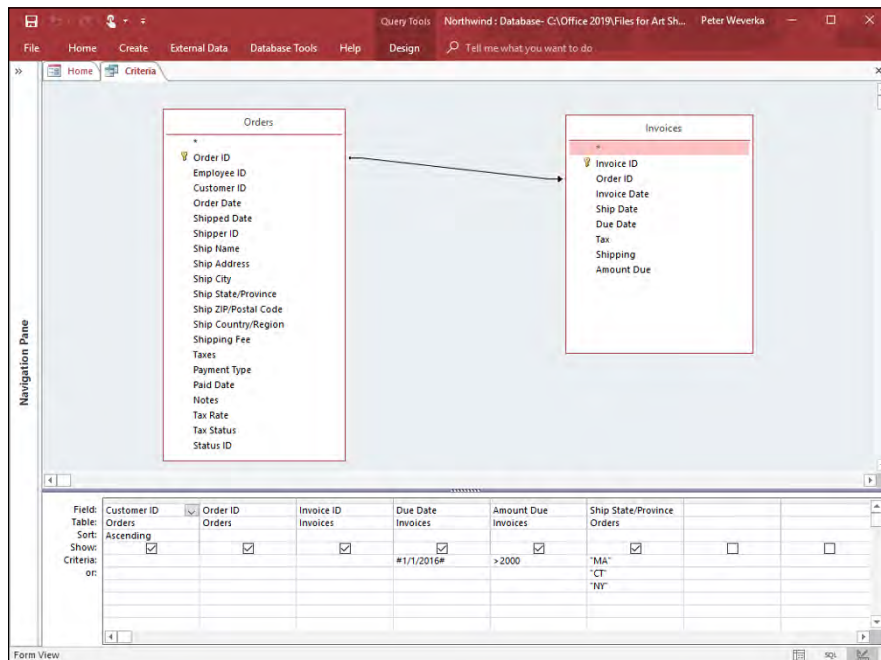 Query Tools Northwind : Database- C:\Office 2019\Files for Art Sh... Peter Weverka
File Home Create External Data Database Tools Help Design Tell me what you want to do
Home Criteria
Navigation Pane
Orders
*
Order ID
Employee ID
Customer ID
Order Date
Shipped Date
Shipper ID
Ship Name
Ship Address
Ship City
Ship State/Province
Ship ZIP/Postal Code
Ship Country/Region
Shipping Fee
Taxes
Payment Type
Paid Date
Notes
Tax Rate
Tax Status
Status ID
Invoices
*
Invoice ID
Order ID
Invoice Date
Ship Date
Due Date
Tax
Shipping
Amount Due
Field: Customer ID Order ID Invoice ID Due Date Amount Due Ship State/Province
Table: Orders Orders Invoices Invoices Invoices Orders
Sort: Ascending
Show:
Criteria: #1/1/2016# >2000 "MA"
or: "CT"
"NY"
Form View SQL